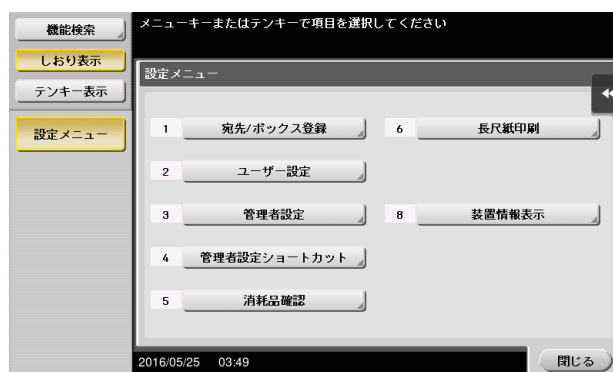 機能検索
しおり表示
テンキー表示
設定メニュー
メニューキーまたはテンキーで項目を選択してください
設定メニュー
1 宛先/ボックス登録
6 長尺紙印刷
2 ユーザー設定
3 管理者設定
8 装置情報表示
4 管理者設定ショートカット
5 消耗品確認
2016/05/25 03:49
閉じる